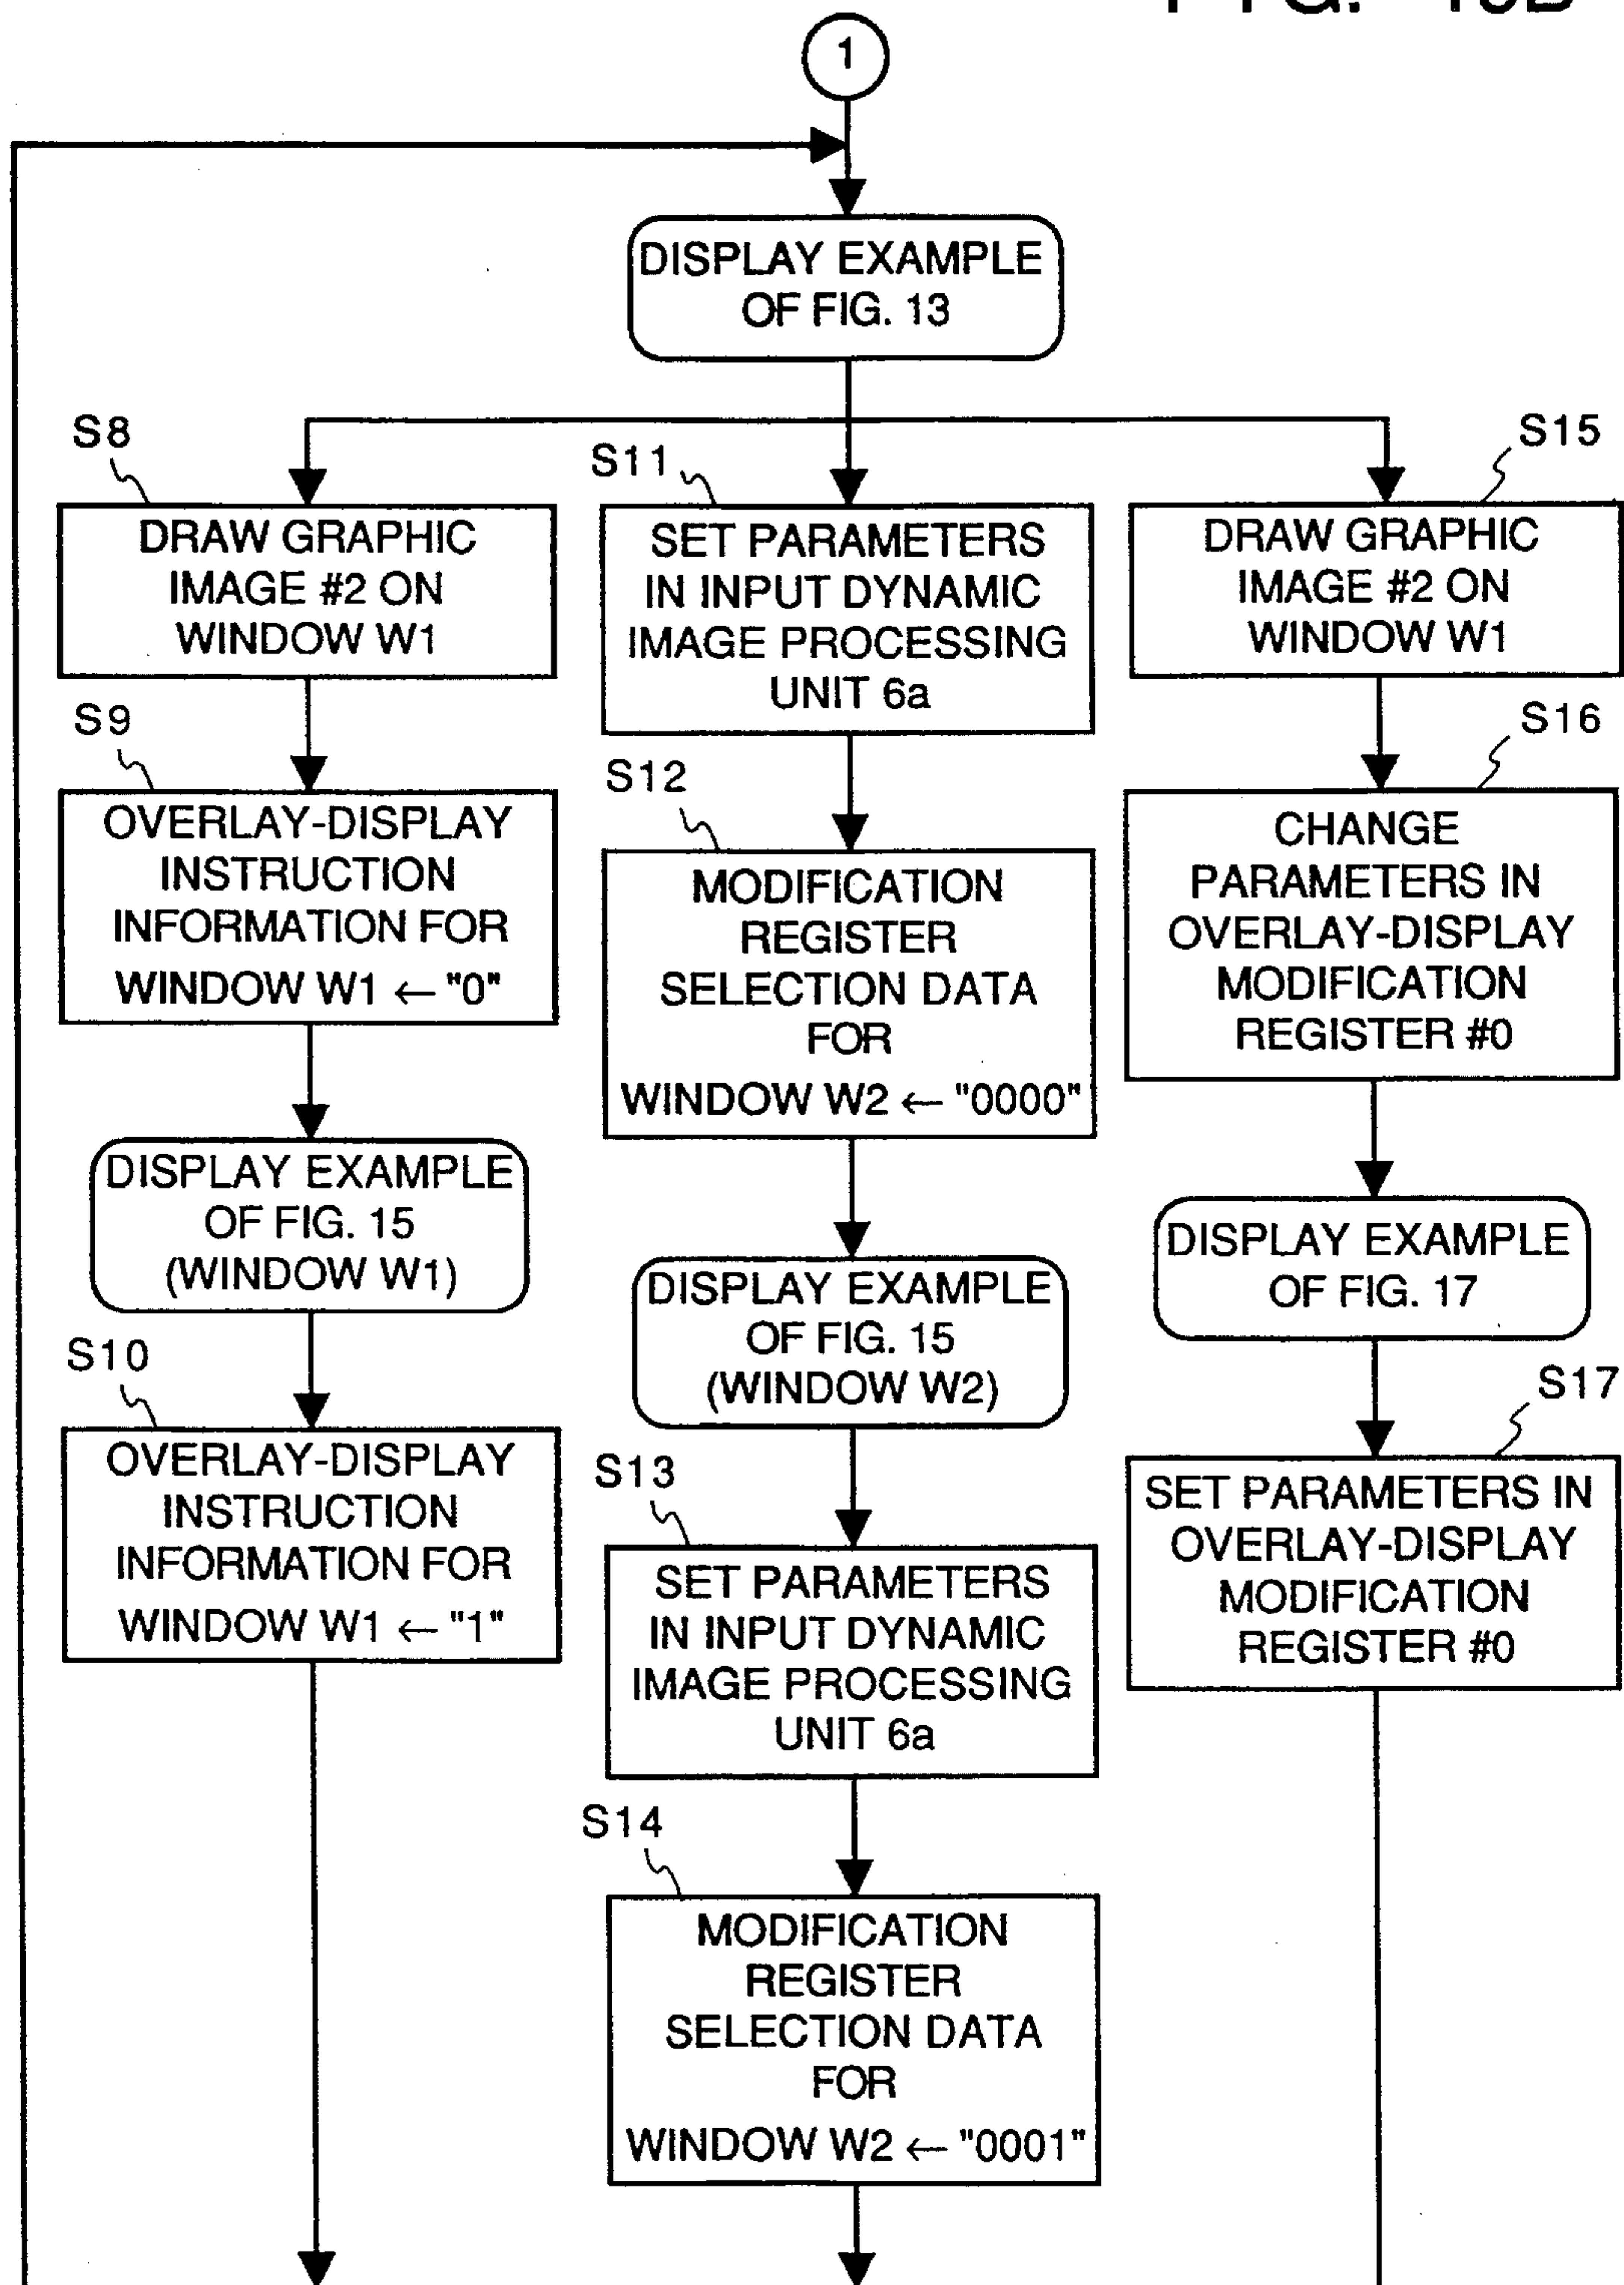 FIG.
1
DISPLAY EXAMPLE
OF FIG. 13
S8
DRAW GRAPHIC
IMAGE #2 ON
WINDOW W1
S9
OVERLAY-DISPLAY
INSTRUCTION
INFORMATION FOR
WINDOW W1 ← "0"
DISPLAY EXAMPLE
OF FIG. 15
(WINDOW W1)
S10
OVERLAY-DISPLAY
INSTRUCTION
INFORMATION FOR
WINDOW W1 ← "1"
S11
SET PARAMETERS
IN INPUT DYNAMIC
IMAGE PROCESSING
UNIT 6a
S12
MODIFICATION
REGISTER
SELECTION DATA
FOR
WINDOW W2 ← "0000"
DISPLAY EXAMPLE
OF FIG. 15
(WINDOW W2)
S13
SET PARAMETERS
IN INPUT DYNAMIC
IMAGE PROCESSING
UNIT 6a
S14
MODIFICATION
REGISTER
SELECTION DATA
FOR
WINDOW W2 ← "0001"
S15
DRAW GRAPHIC
IMAGE #2 ON
WINDOW W1
S16
CHANGE
PARAMETERS IN
OVERLAY-DISPLAY
MODIFICATION
REGISTER #0
DISPLAY EXAMPLE
OF FIG. 17
S17
SET PARAMETERS IN
OVERLAY-DISPLAY
MODIFICATION
REGISTER #0